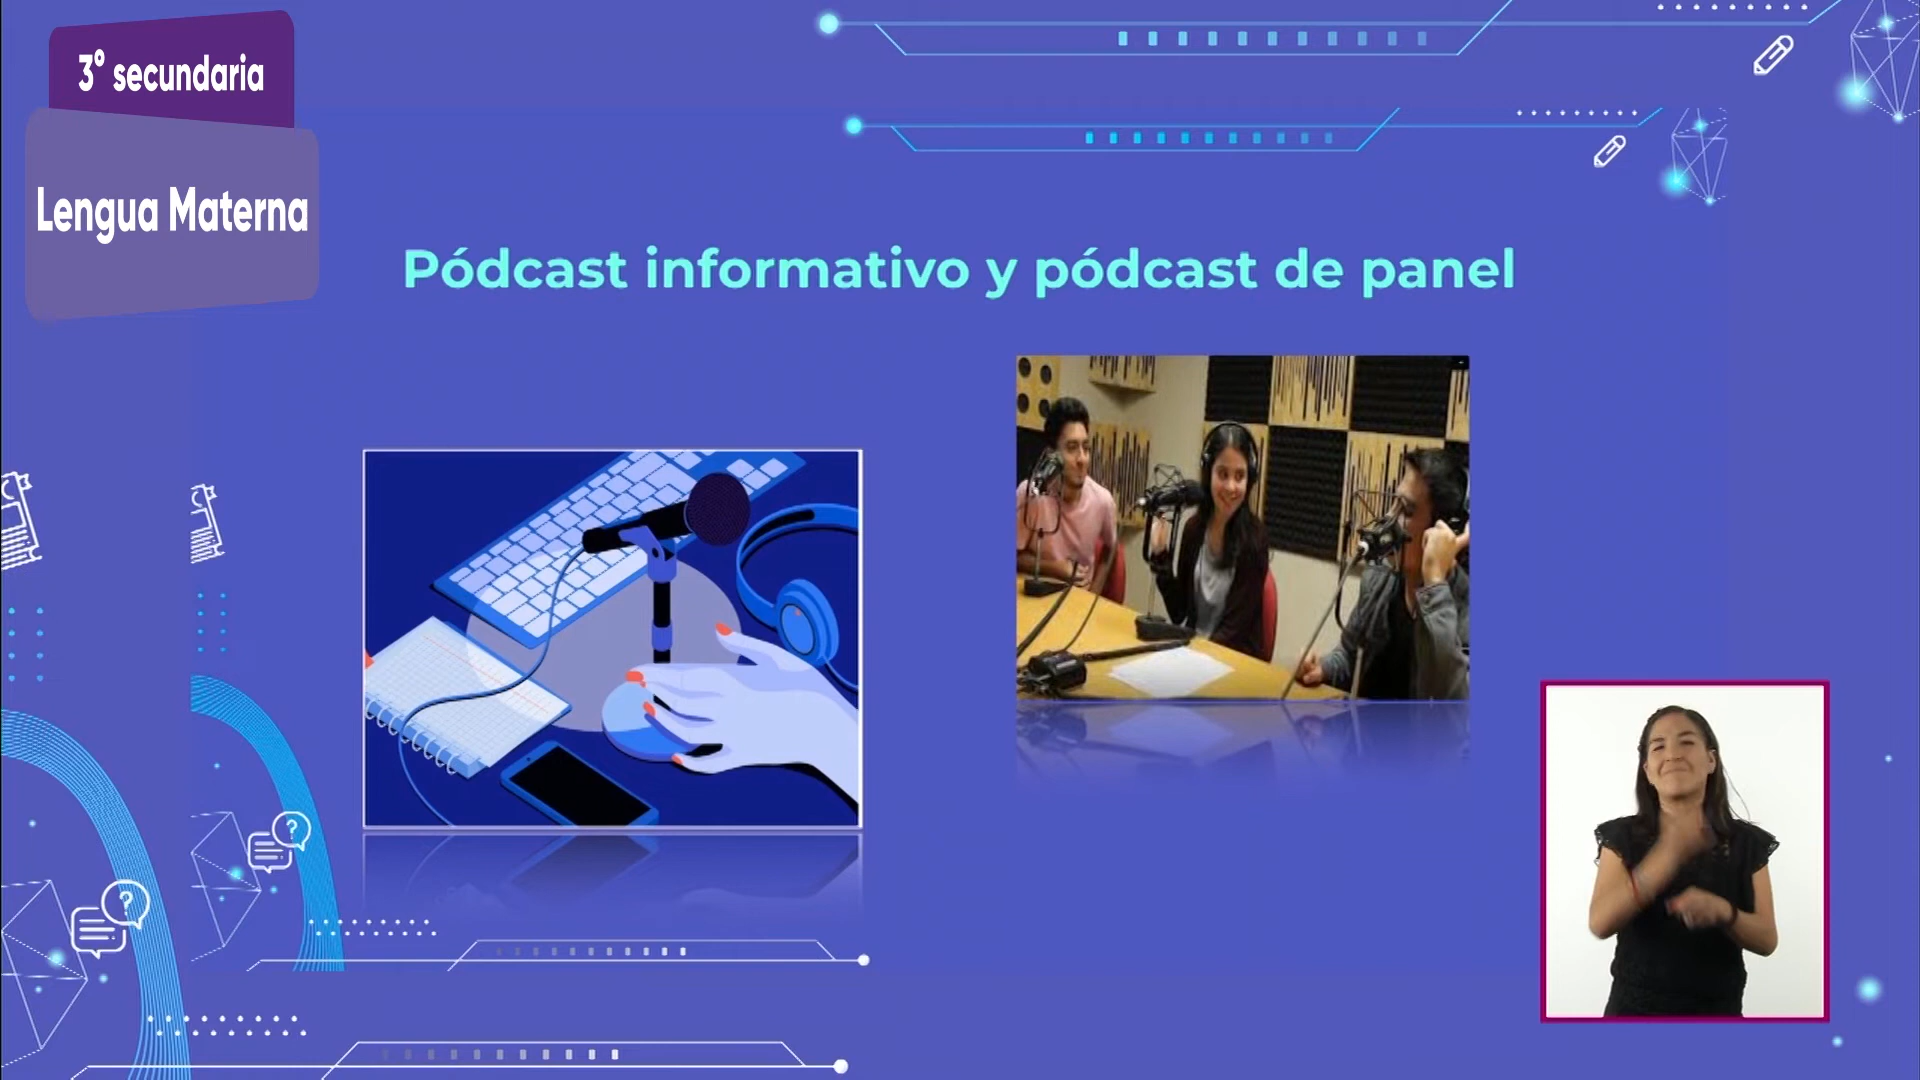 3° secundaria
Lengua Materna
Pódcast informativo y pódcast de panel